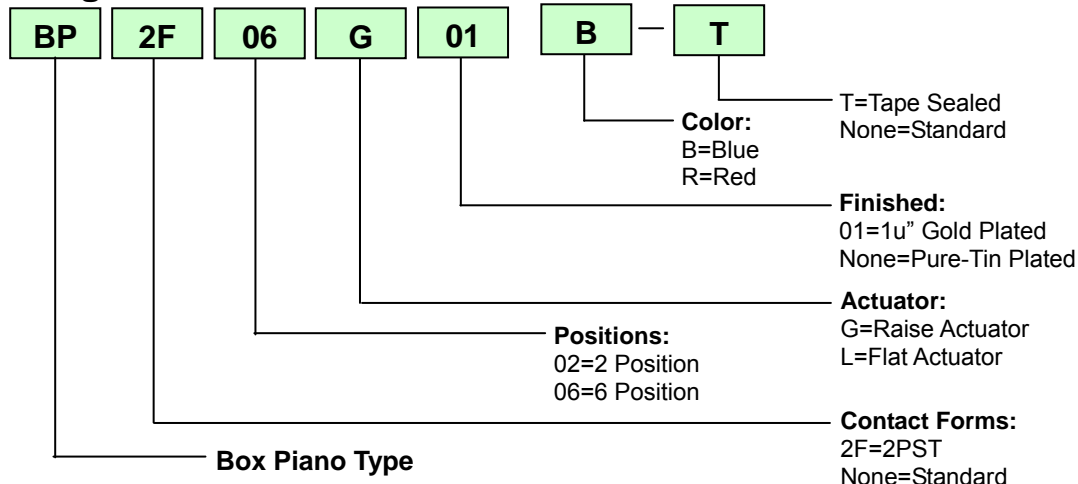 BP 2F 06 G 01 B – T
T=Tape Sealed
None=Standard
Color:
B=Blue
R=Red
Finished:
01=1u” Gold Plated
None=Pure-Tin Plated
Actuator:
G=Raise Actuator
L=Flat Actuator
Positions:
02=2 Position
06=6 Position
Contact Forms:
2F=2PST
None=Standard
Box Piano Type